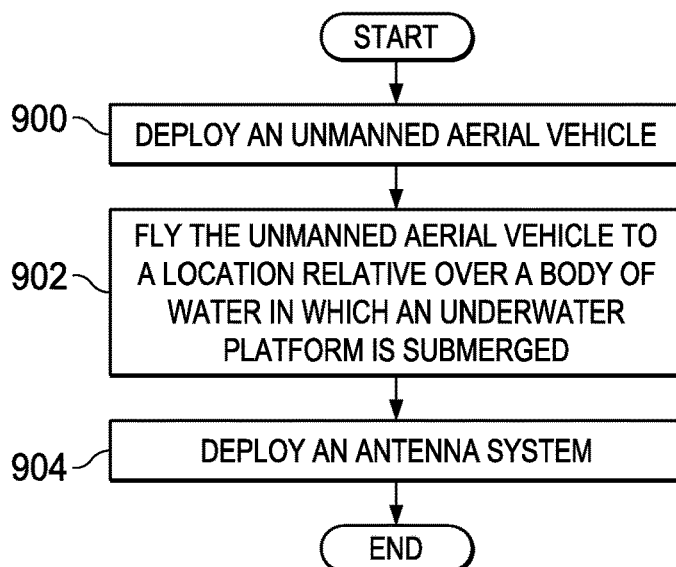 START
900
DEPLOY AN UNMANNED AERIAL VEHICLE
902
FLY THE UNMANNED AERIAL VEHICLE TO
A LOCATION RELATIVE OVER A BODY OF
WATER IN WHICH AN UNDERWATER
PLATFORM IS SUBMERGED
904
DEPLOY AN ANTENNA SYSTEM
END